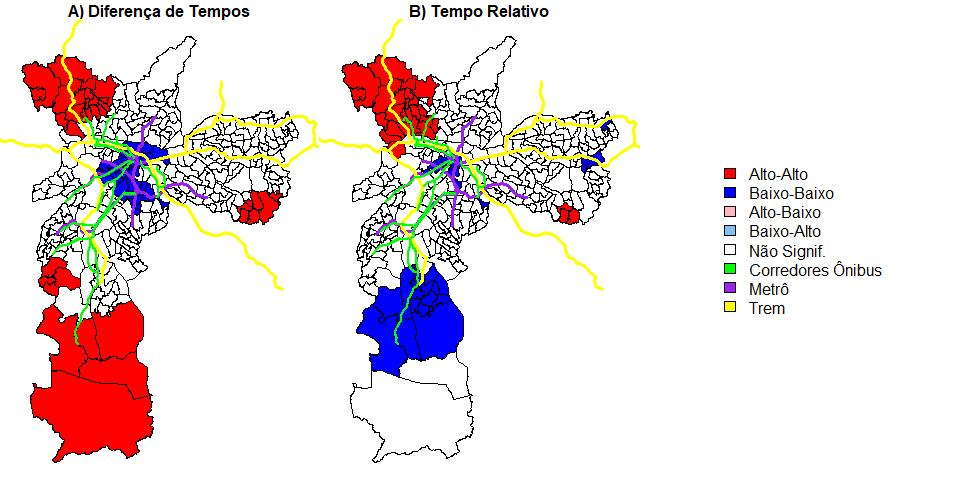 A) Diferença de Tempos
B) Tempo Relativo
Alto-Alto
Baixo-Baixo
Alto-Baixo
Baixo-Alto
Não Signif.
Corredores Ônibus
Metrô
Trem